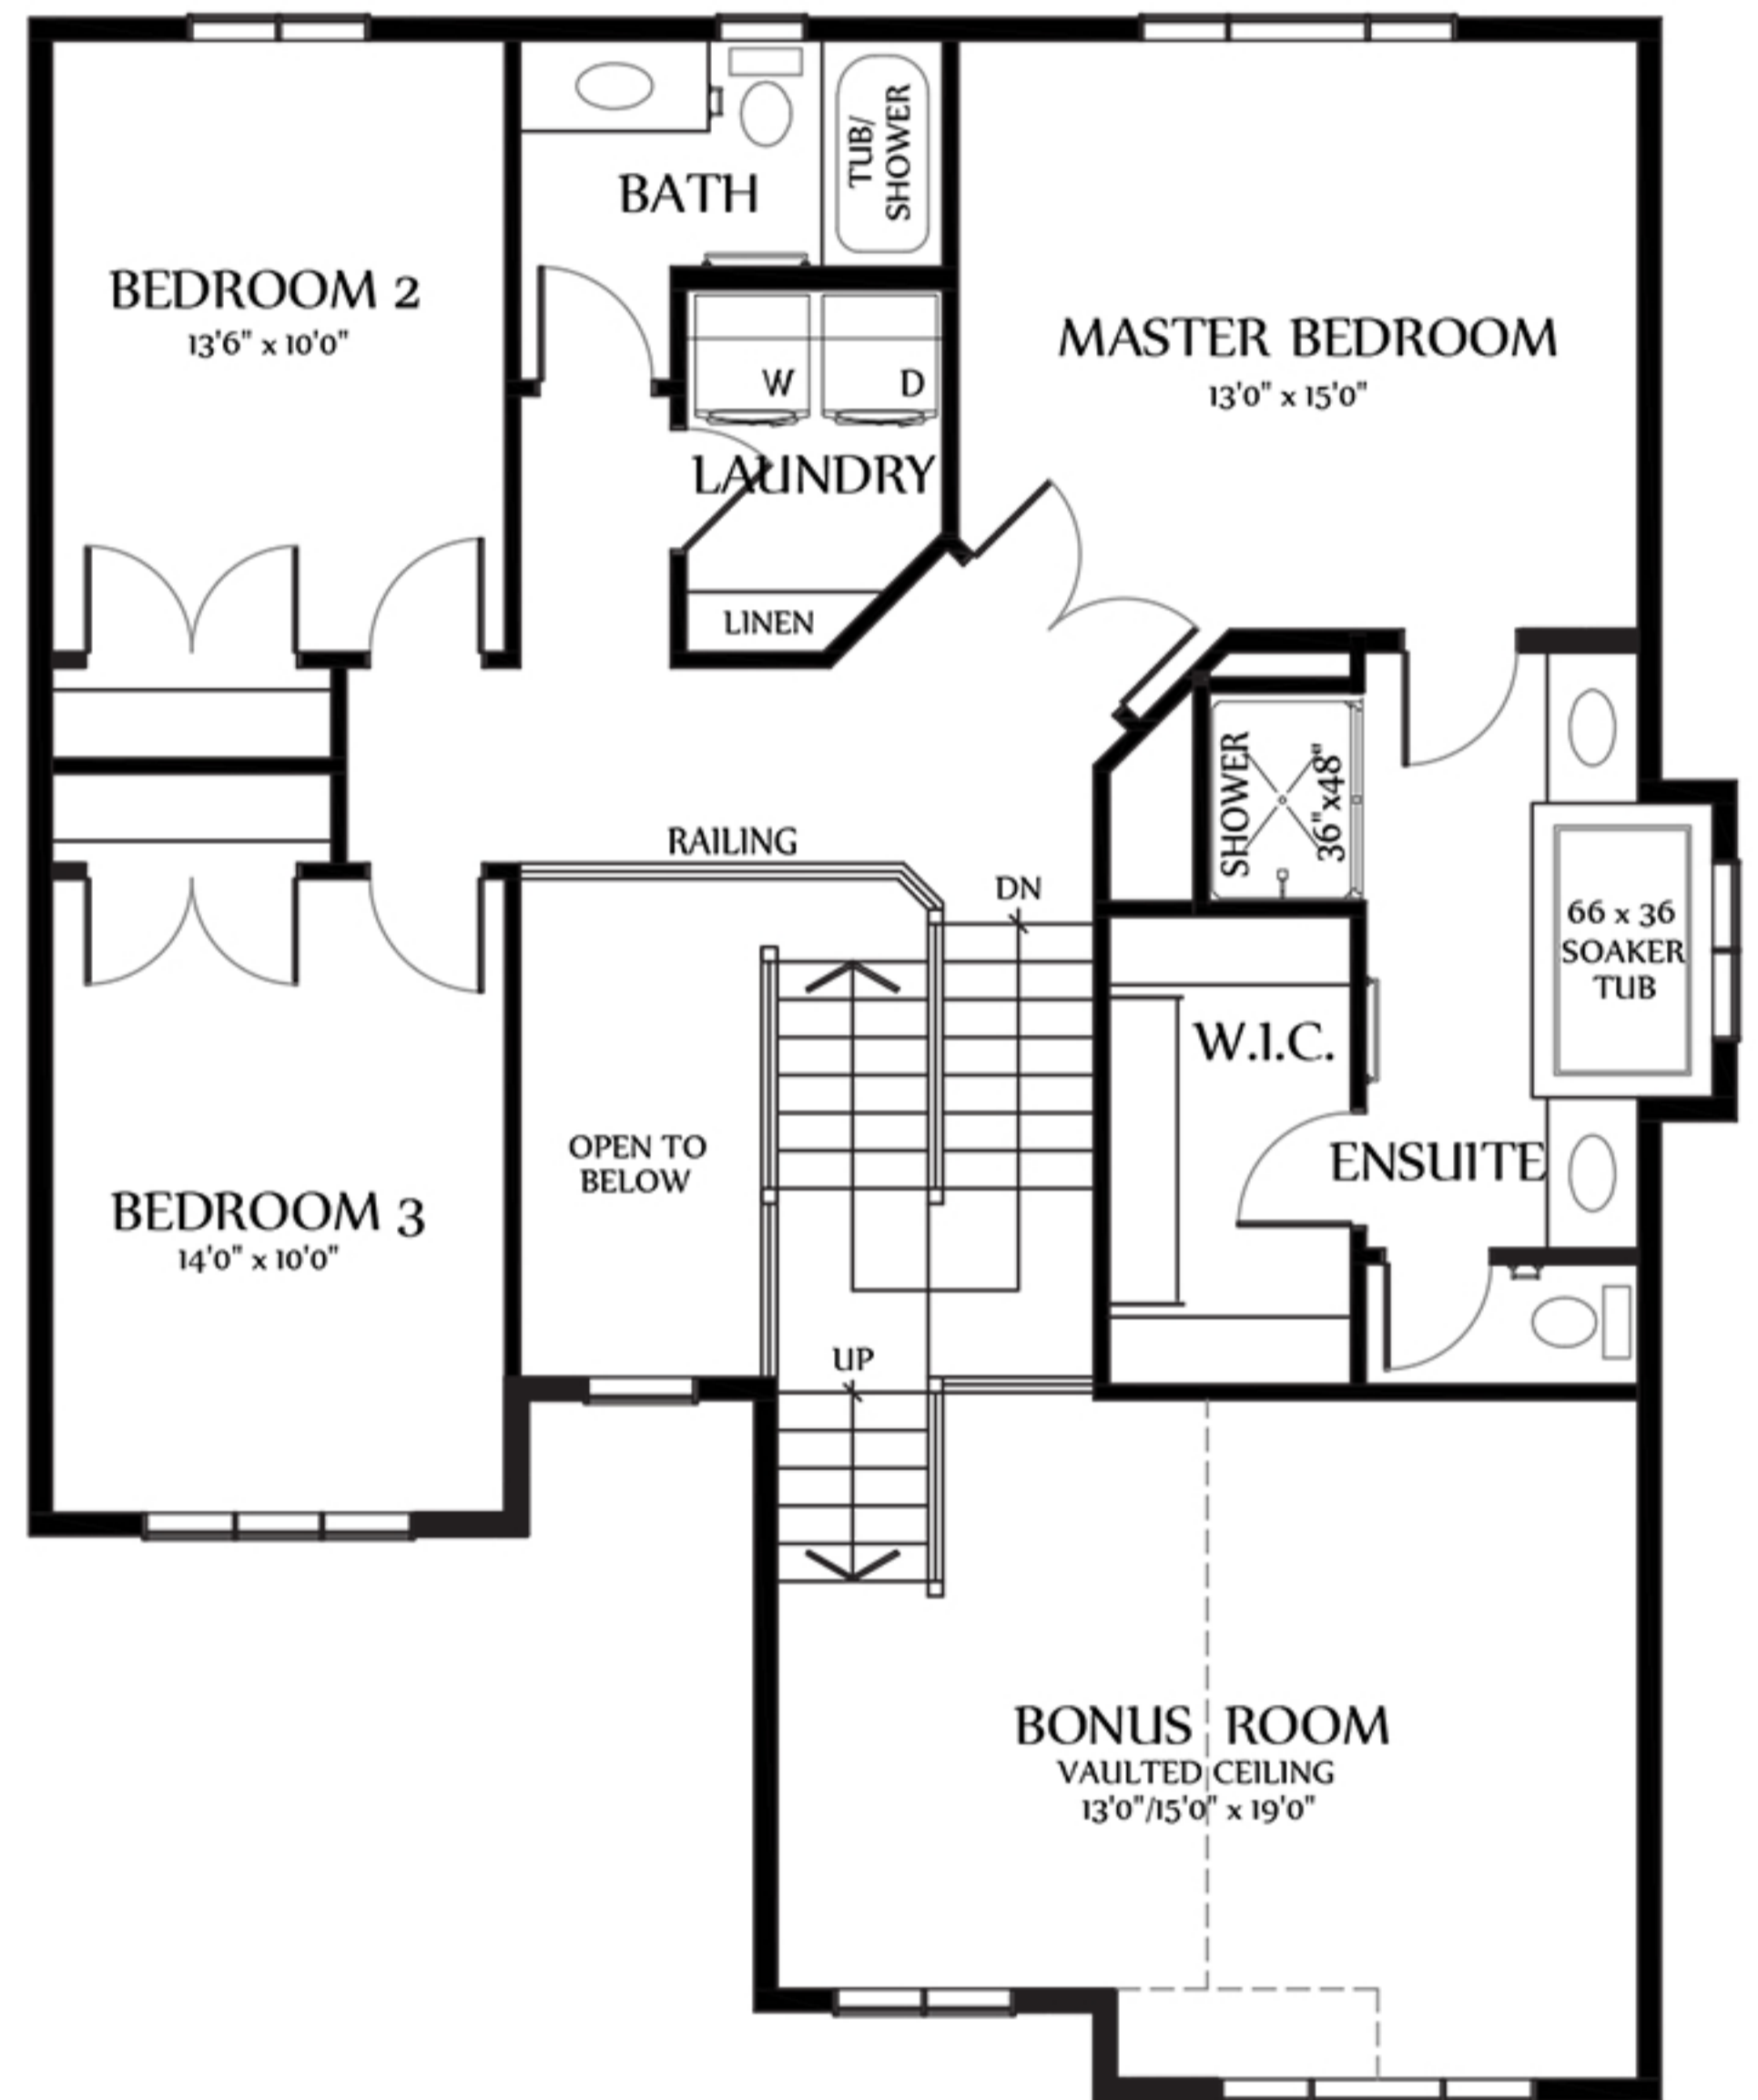 TUB/
SHOWER
BATH
BEDROOM 2
13'6" x 10'0"
W
D
MASTER BEDROOM
13'0" x 15'0"
LAUNDRY
LINEN
SHOWER
36"x48"
RAILING
DN
66 x 36
SOAKER
TUB
W.I.C.
OPEN TO
BELOW
ENSUITE
BEDROOM 3
14'0" x 10'0"
UP
BONUS ROOM
VAULTED CEILING
13'0"/15'0" x 19'0"